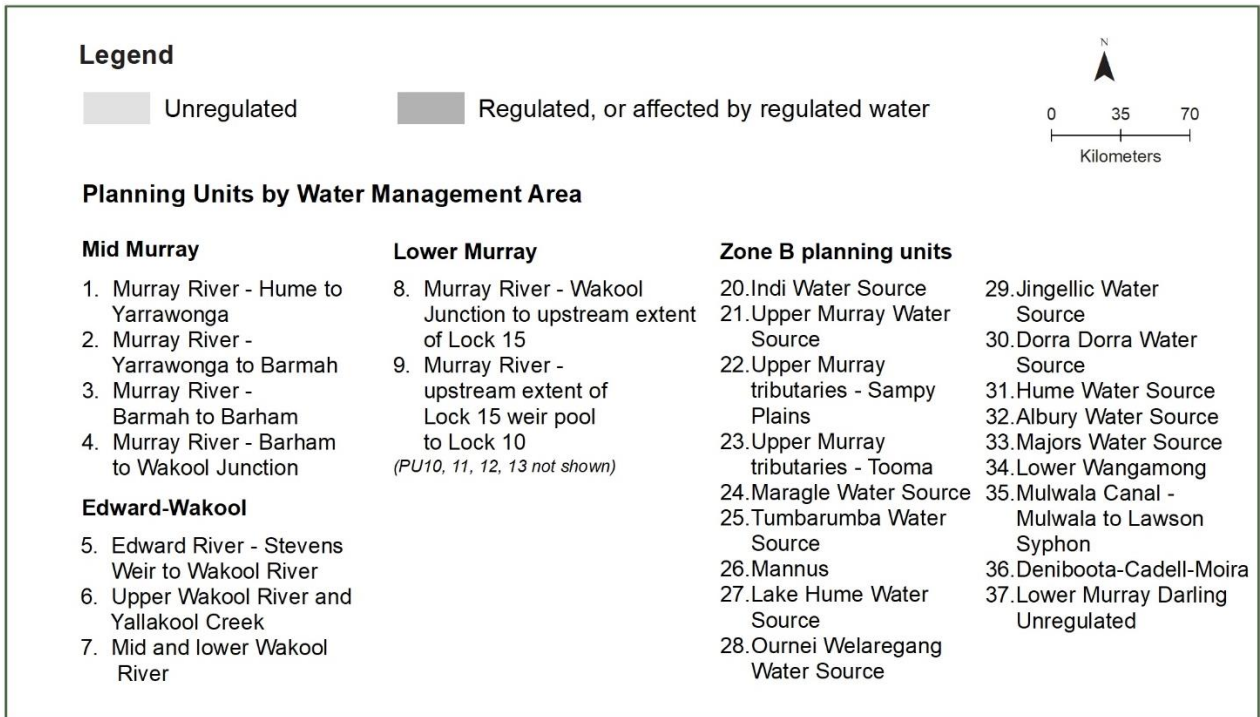 Legend
Unregulated
Regulated, or affected by regulated water
N
0 35 70
Kilometers
Planning Units by Water Management Area
Mid Murray
1. Murray River - Hume to
Yarrawonga
2. Murray River -
Yarrawonga to Barmah
3. Murray River -
Barmah to Barham
4. Murray River - Barham
to Wakool Junction
Edward-Wakool
5. Edward River - Stevens
Weir to Wakool River
6. Upper Wakool River and
Yallakool Creek
7. Mid and lower Wakool
River
Lower Murray
8. Murray River - Wakool
Junction to upstream extent
of Lock 15
9. Murray River -
upstream extent of
Lock 15 weir pool
to Lock 10
(PU10, 11, 12, 13 not shown)
Zone B planning units
20.Indi Water Source
21.Upper Murray Water
Source
22.Upper Murray
tributaries - Sampy
Plains
23.Upper Murray
tributaries - Tooma
24.Maragle Water Source
25.Tumbarumba Water
Source
26.Mannus
27.Lake Hume Water
Source
28.Ournei Welaregang
Water Source
29.Jingellic Water
Source
30.Dorra Dorra Water
Source
31.Hume Water Source
32.Albury Water Source
33.Majors Water Source
34.Lower Wangamong
35.Mulwala Canal -
Mulwala to Lawson
Syphon
36.Deniboota-Cadell-Moira
37.Lower Murray Darling
Unregulated